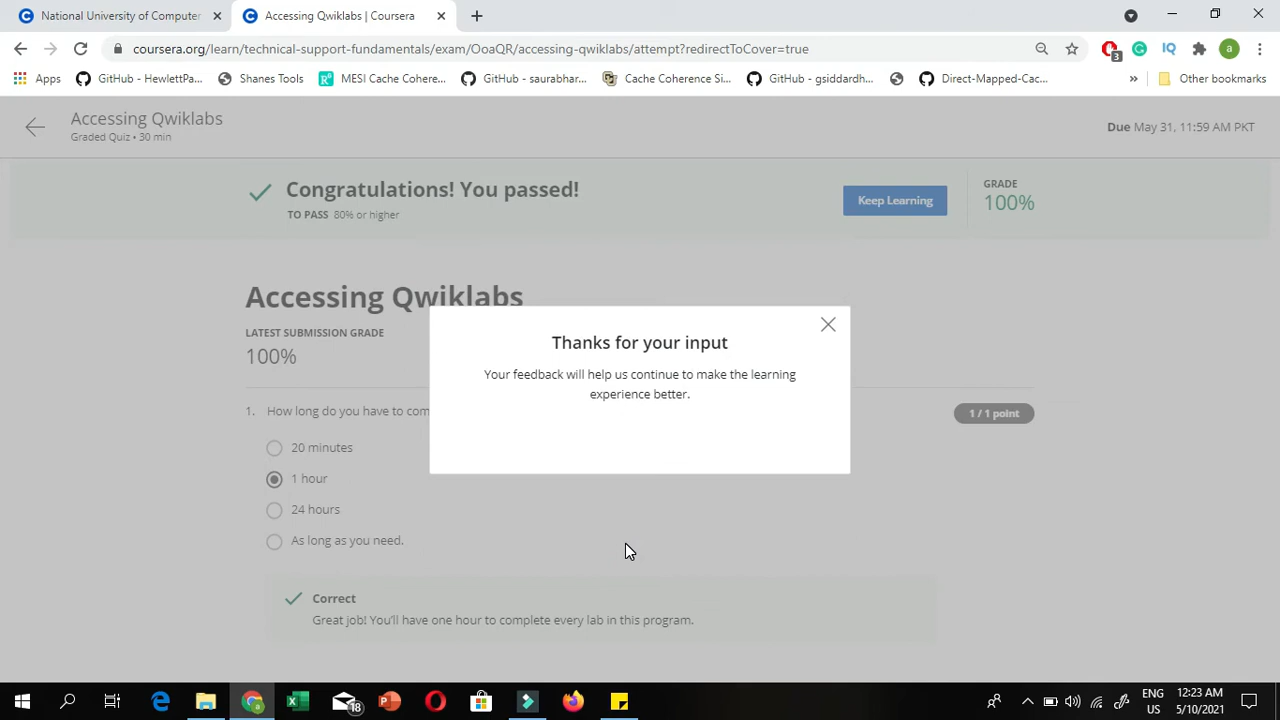 National University of Computer
Accessing Qwiklabs | Coursera
coursera.org/learn/technical-support-fundamentals/exam/OoaQR/accessing-qwiklabs/attempt?redirectToCover=true
3
IQ
a
Apps
GitHub - HewlettPa...
Shanes Tools
MESI Cache Cohere...
GitHub - saurabhar...
Cache Coherence Si...
GitHub - gsiddardh...
Direct-Mapped-Cac...
»
Other bookmarks
Accessing Qwiklabs
Graded Quiz • 30 min
Due May 31, 11:59 AM PKT
Congratulations! You passed!
TO PASS 80% or higher
Keep Learning
GRADE
100%
Accessing Qwiklabs
LATEST SUBMISSION GRADE
100%
Thanks for your input
Your feedback will help us continue to make the learning
experience better.
1. How long do you have to com
1 / 1 point
20 minutes
1 hour
24 hours
As long as you need.
Correct
Great job! You'll have one hour to complete every lab in this program.
18
ENG
US
12:23 AM
5/10/2021